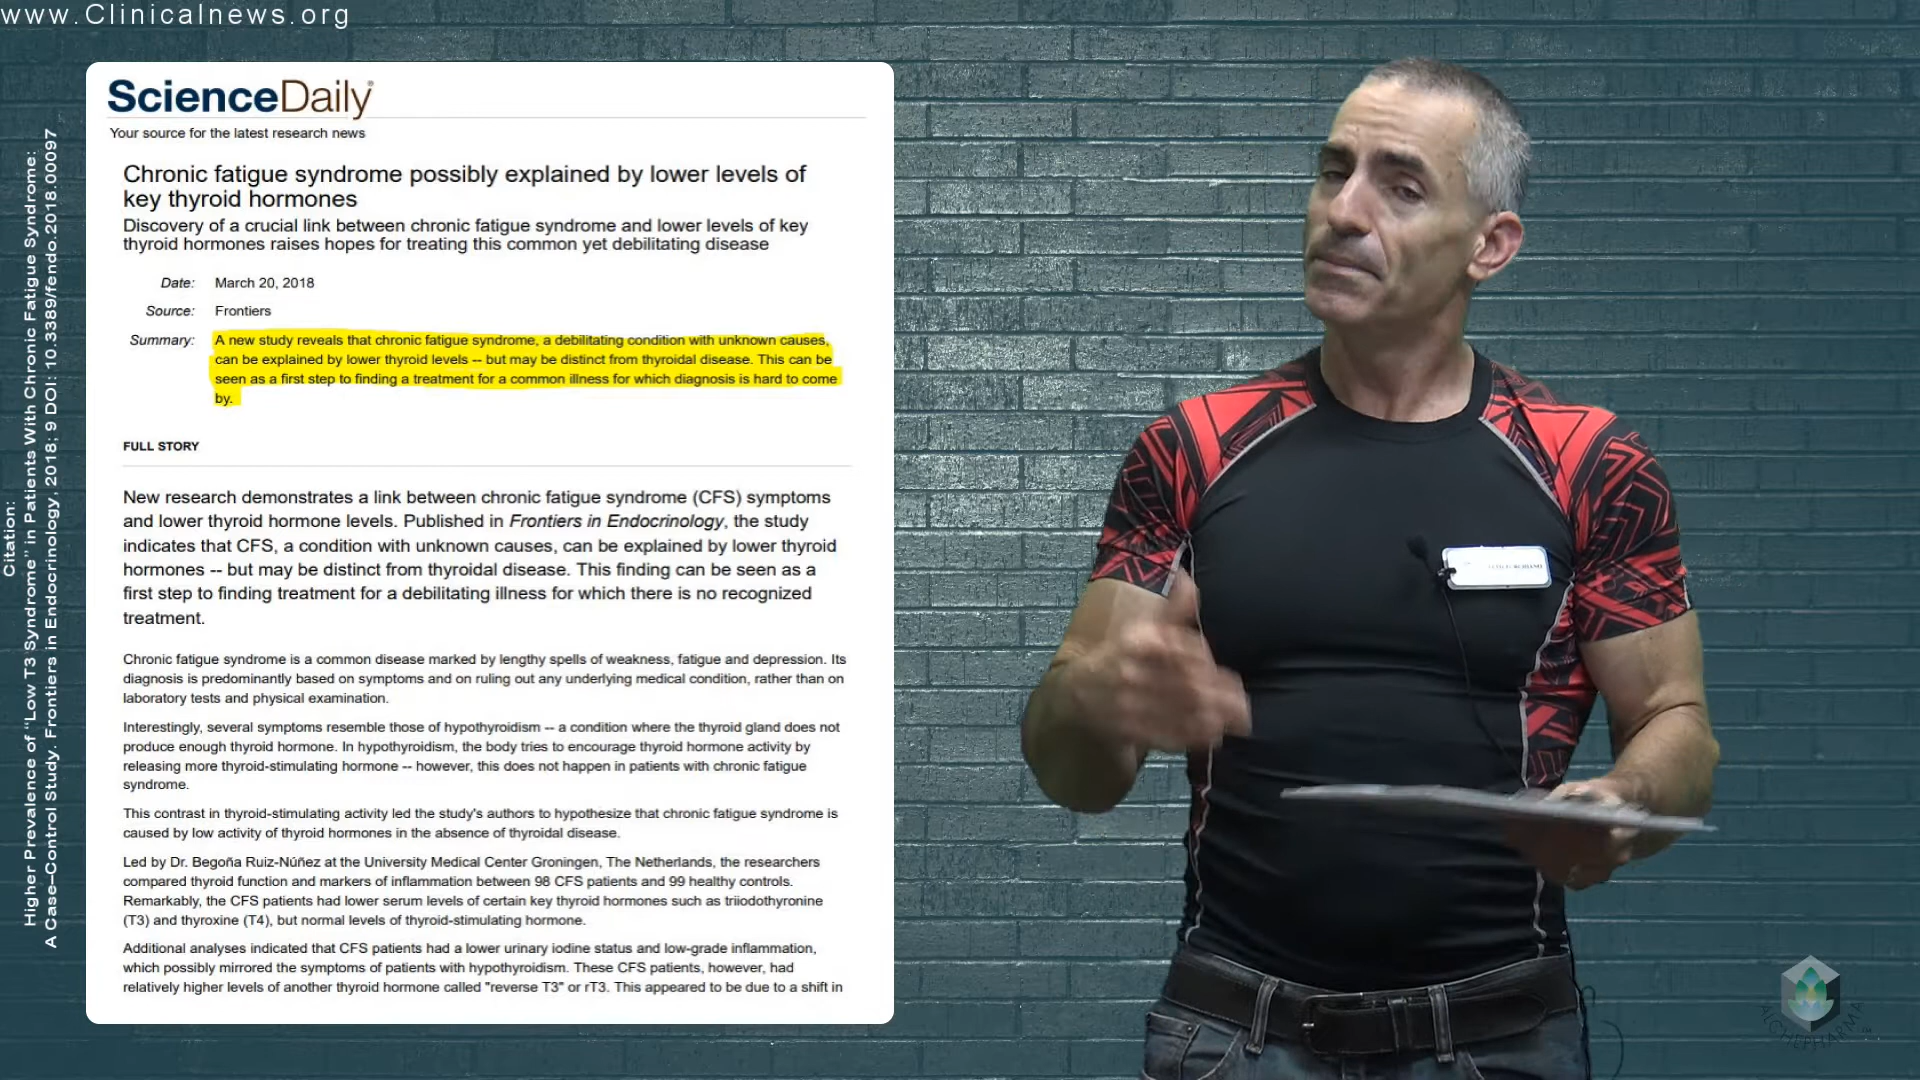 www.Clinicalnews.org
Citation:
Higher Prevalence of "Low T3 Syndrome" in Patients With Chronic Fatigue Syndrome:
A Case–Control Study. Frontiers in Endocrinology, 2018; 9 DOI: 10.3389/fendo.2018.00097
ScienceDaily
Your source for the latest research news
Chronic fatigue syndrome possibly explained by lower levels of
key thyroid hormones
Discovery of a crucial link between chronic fatigue syndrome and lower levels of key
thyroid hormones raises hopes for treating this common yet debilitating disease
Date: March 20, 2018
Source: Frontiers
Summary: A new study reveals that chronic fatigue syndrome, a debilitating condition with unknown causes,
can be explained by lower thyroid levels -- but may be distinct from thyroidal disease. This can be
seen as a first step to finding a treatment for a common illness for which diagnosis is hard to come
by.
FULL STORY
New research demonstrates a link between chronic fatigue syndrome (CFS) symptoms
and lower thyroid hormone levels. Published in Frontiers in Endocrinology, the study
indicates that CFS, a condition with unknown causes, can be explained by lower thyroid
hormones -- but may be distinct from thyroidal disease. This finding can be seen as a
first step to finding treatment for a debilitating illness for which there is no recognized
treatment.
Chronic fatigue syndrome is a common disease marked by lengthy spells of weakness, fatigue and depression. Its
diagnosis is predominantly based on symptoms and on ruling out any underlying medical condition, rather than on
laboratory tests and physical examination.
Interestingly, several symptoms resemble those of hypothyroidism -- a condition where the thyroid gland does not
produce enough thyroid hormone. In hypothyroidism, the body tries to encourage thyroid hormone activity by
releasing more thyroid-stimulating hormone -- however, this does not happen in patients with chronic fatigue
syndrome.
This contrast in thyroid-stimulating activity led the study's authors to hypothesize that chronic fatigue syndrome is
caused by low activity of thyroid hormones in the absence of thyroidal disease.
Led by Dr. Begoña Ruiz-Núñez at the University Medical Center Groningen, The Netherlands, the researchers
compared thyroid function and markers of inflammation between 98 CFS patients and 99 healthy controls.
Remarkably, the CFS patients had lower serum levels of certain key thyroid hormones such as triiodothyronine
(T3) and thyroxine (T4), but normal levels of thyroid-stimulating hormone.
Additional analyses indicated that CFS patients had a lower urinary iodine status and low-grade inflammation,
which possibly mirrored the symptoms of patients with hypothyroidism. These CFS patients, however, had
relatively higher levels of another thyroid hormone called "reverse T3" or rT3. This appeared to be due to a shift in
ALCHEPHARMA